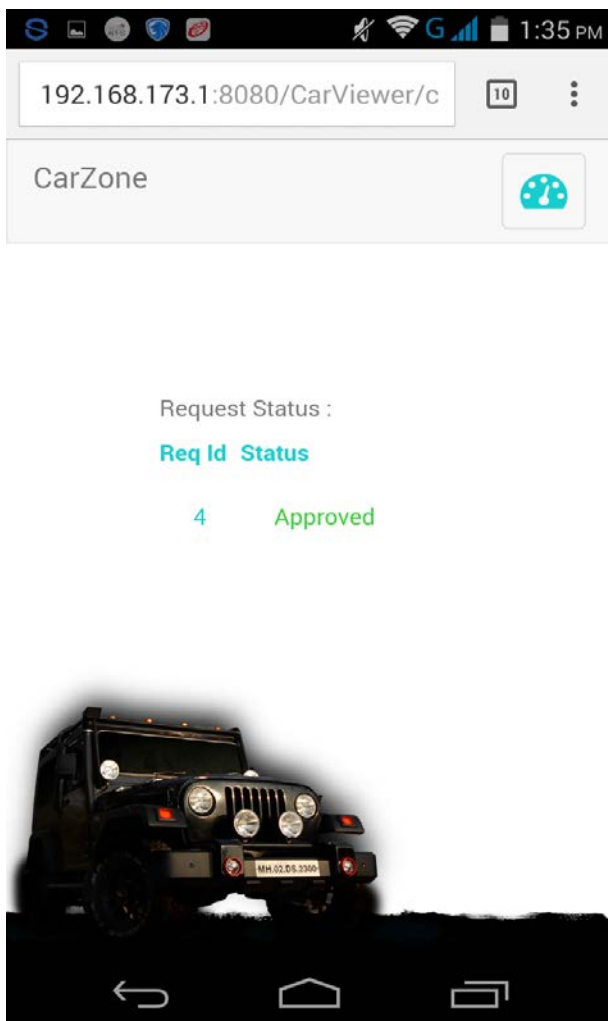 G 1:35 PM
192.168.173.1:8080/CarViewer/c
10
CarZone
Request Status :
Req Id Status
4 Approved
MH.02.DS.2300